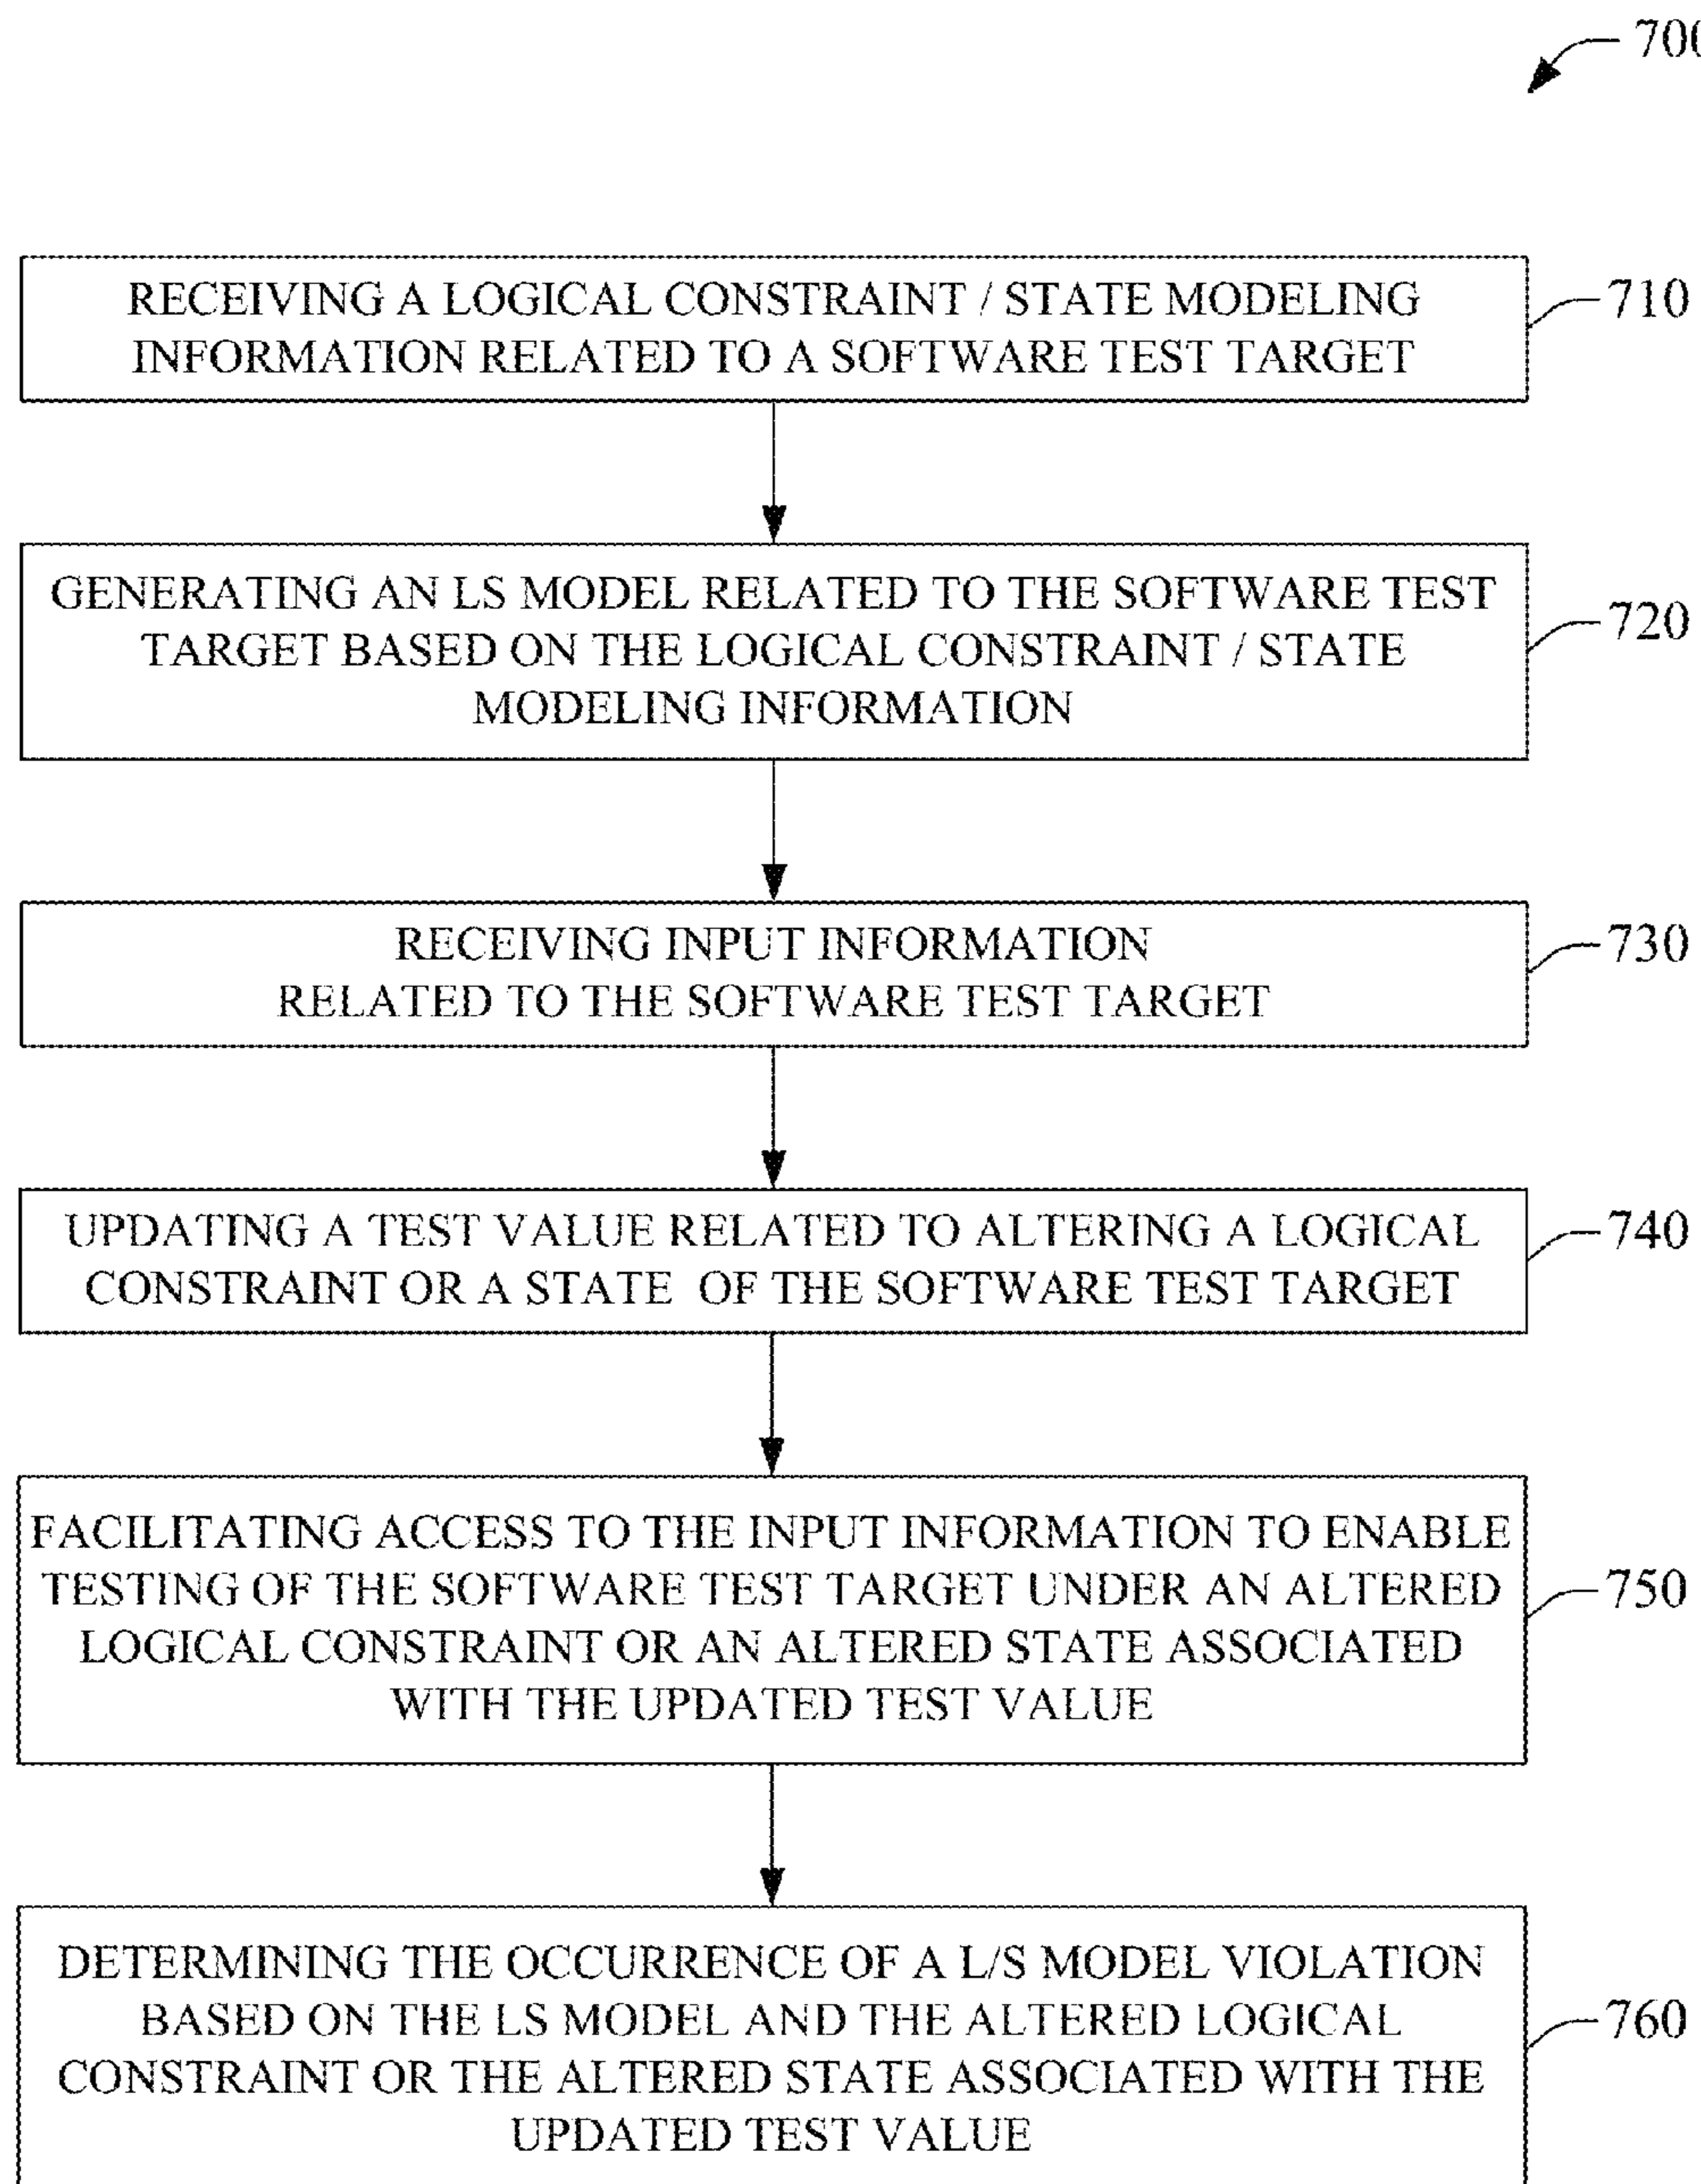 700
RECEIVING A LOGICAL CONSTRAINT / STATE MODELING
INFORMATION RELATED TO A SOFTWARE TEST TARGET
710
GENERATING AN LS MODEL RELATED TO THE SOFTWARE TEST
TARGET BASED ON THE LOGICAL CONSTRAINT / STATE
MODELING INFORMATION
720
RECEIVING INPUT INFORMATION
RELATED TO THE SOFTWARE TEST TARGET
730
UPDATING A TEST VALUE RELATED TO ALTERING A LOGICAL
CONSTRAINT OR A STATE OF THE SOFTWARE TEST TARGET
740
FACILITATING ACCESS TO THE INPUT INFORMATION TO ENABLE
TESTING OF THE SOFTWARE TEST TARGET UNDER AN ALTERED
LOGICAL CONSTRAINT OR AN ALTERED STATE ASSOCIATED
WITH THE UPDATED TEST VALUE
750
DETERMINING THE OCCURRENCE OF A L/S MODEL VIOLATION
BASED ON THE LS MODEL AND THE ALTERED LOGICAL
CONSTRAINT OR THE ALTERED STATE ASSOCIATED WITH THE
UPDATED TEST VALUE
760